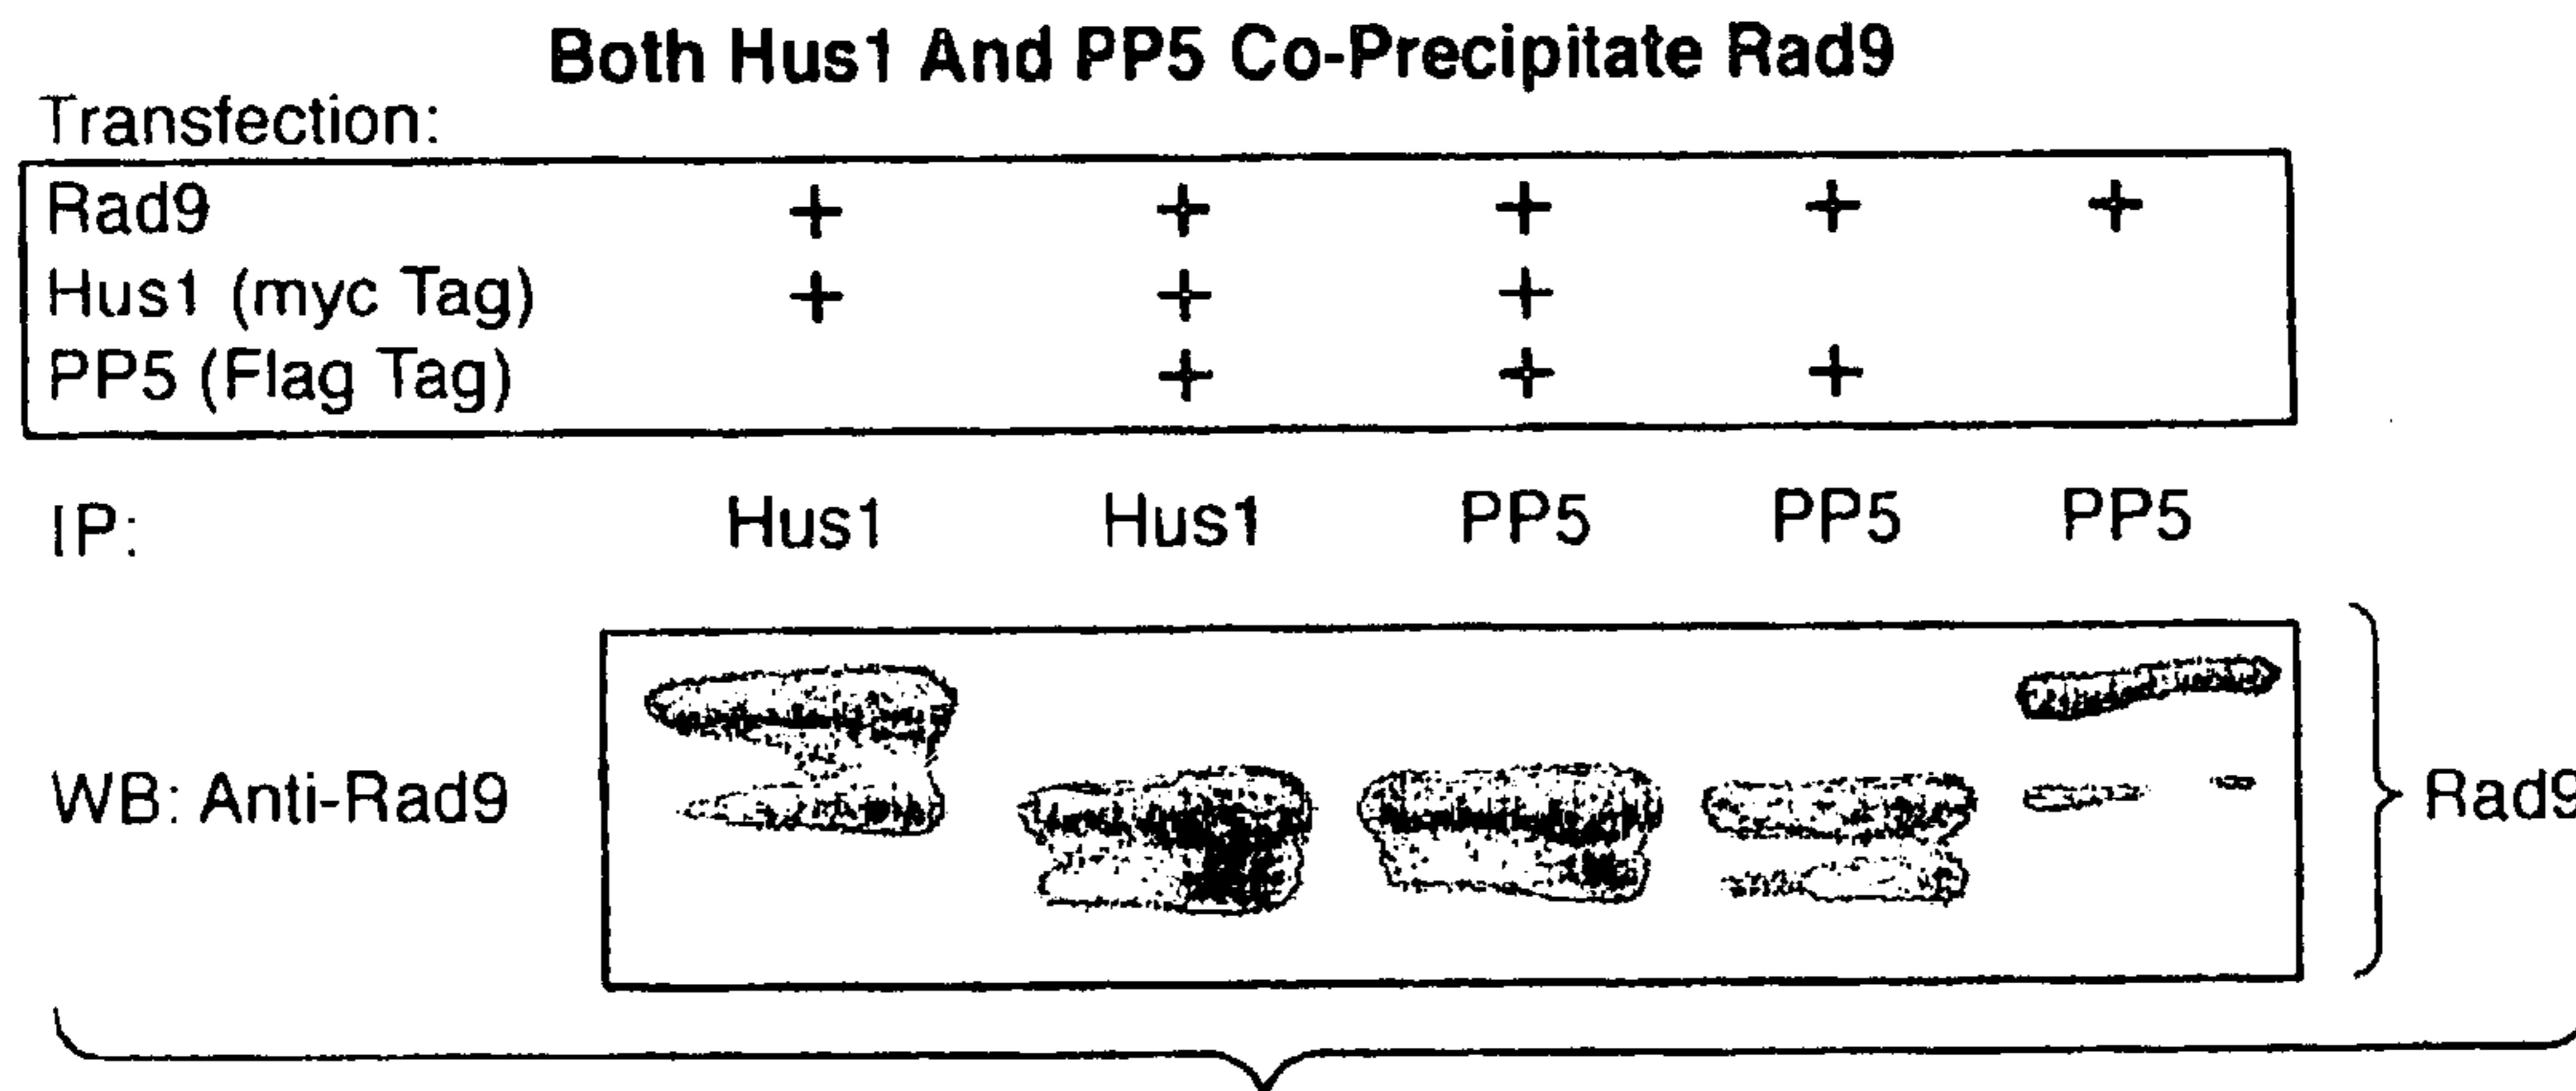 Both Hus1 And PP5 Co-Precipitate Rad9
Transfection:
Rad9 + + + + +
Hus1 (myc Tag) + + +
PP5 (Flag Tag) + + +
IP: Hus1 Hus1 PP5 PP5 PP5
WB: Anti-Rad9 Rad9